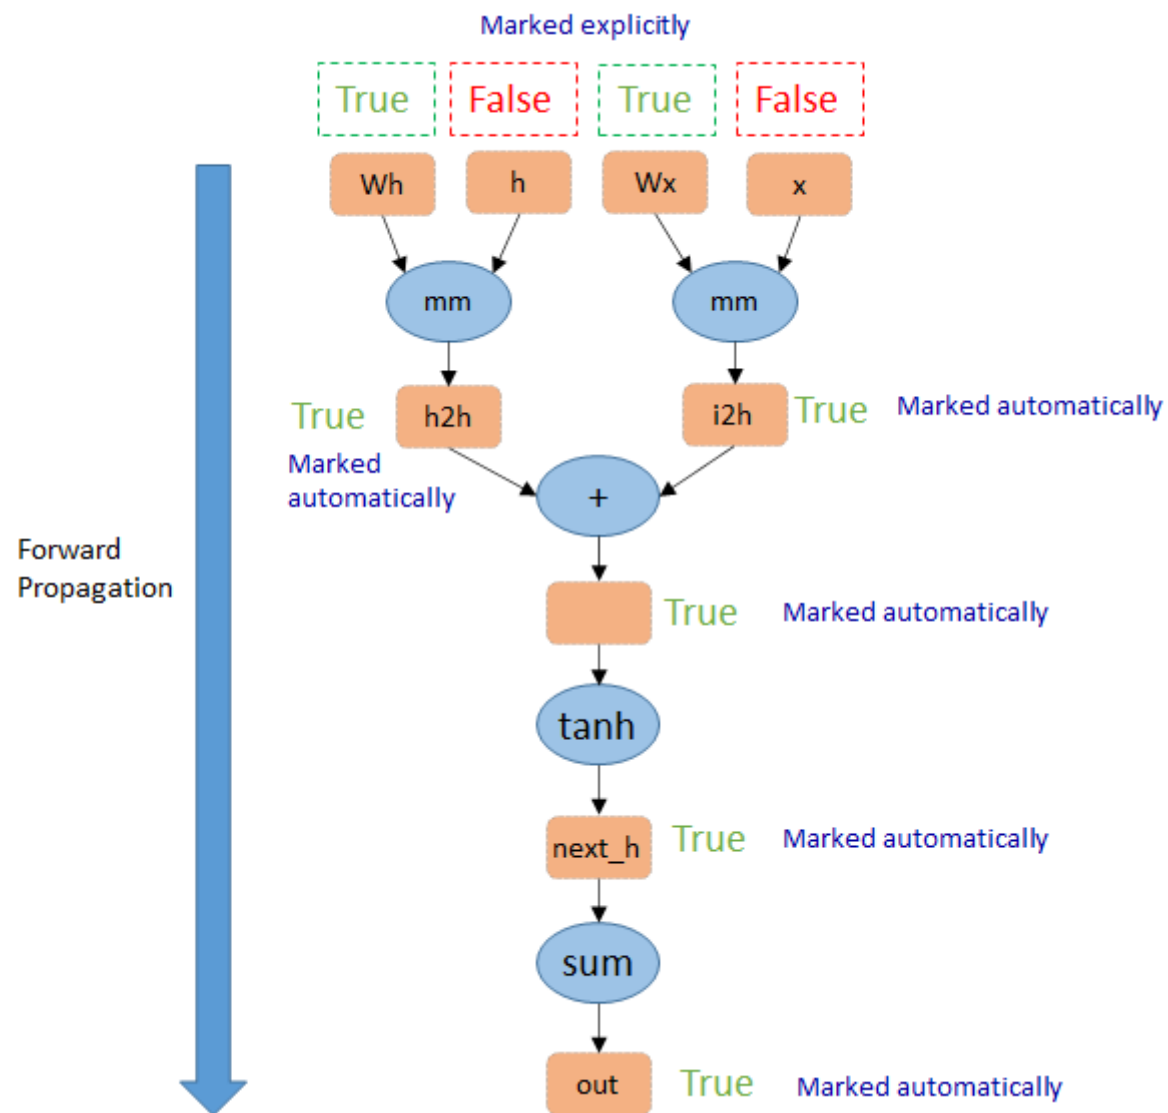 Marked explicitly
True
False
True
False
Wh
h
Wx
x
mm
mm
True
h2h
i2h
True
Marked automatically
Marked
automatically
+
Forward
Propagation
True
Marked automatically
tanh
next_h
True
Marked automatically
sum
out
True
Marked automatically